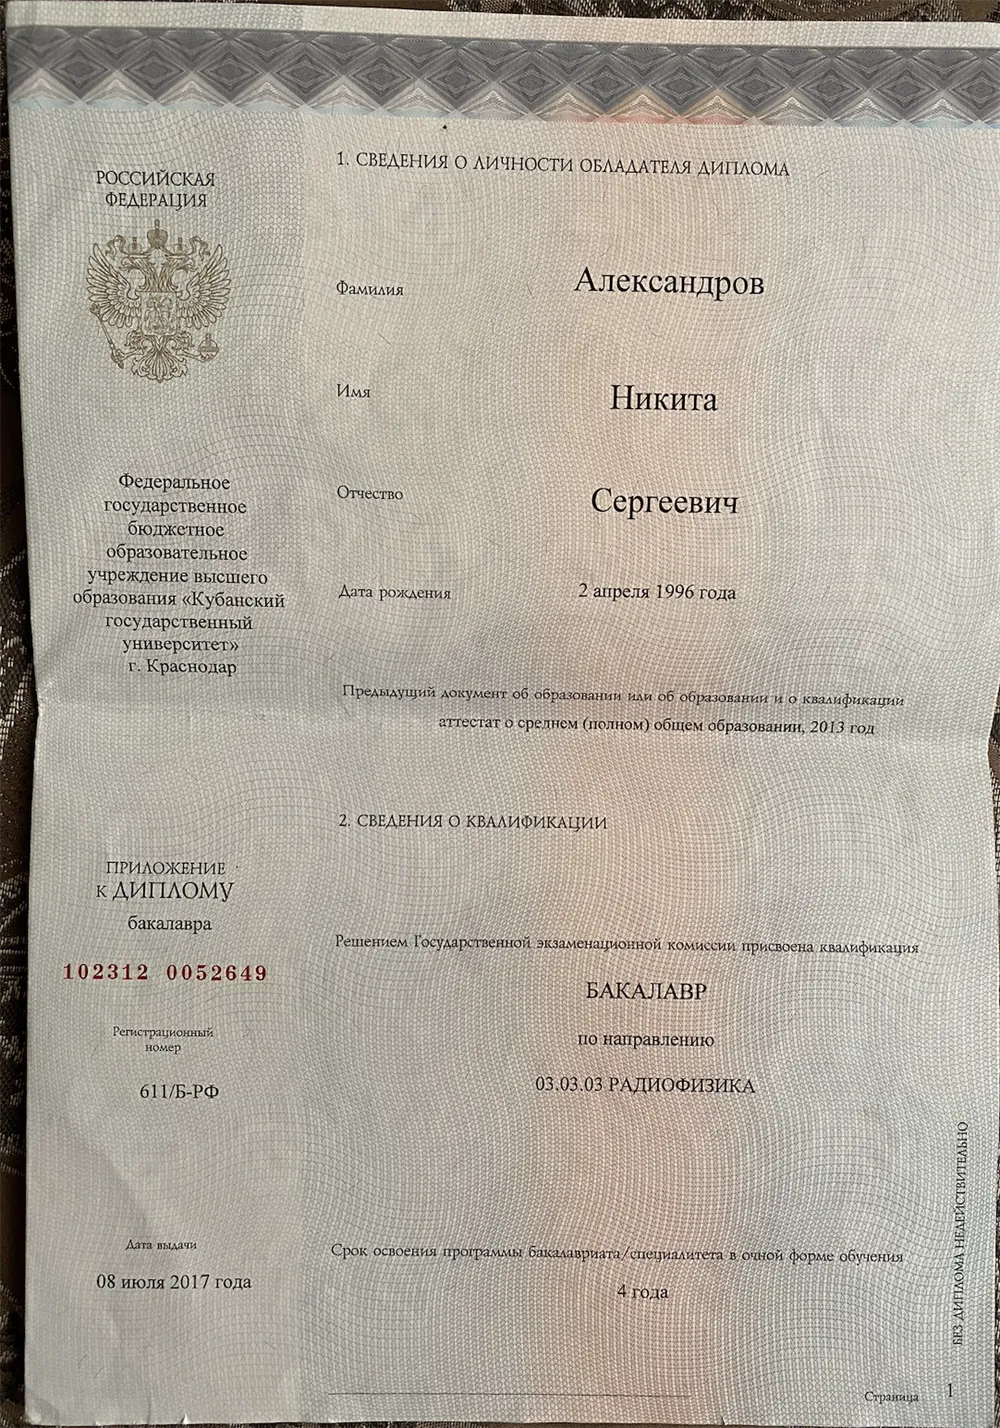 РОССИЙСКАЯ
ФЕДЕРАЦИЯ
Федеральное
государственное
бюджетное
образовательное
учреждение высшего
образования «Кубанский
государственный
университет»
г. Краснодар
ПРИЛОЖЕНИЕ
к ДИПЛОМУ
бакалавра
102312 0052649
Регистрационный
номер
611/Б-РФ
Дата выдачи
08 июля 2017 года
1. СВЕДЕНИЯ О ЛИЧНОСТИ ОБЛАДАТЕЛЯ ДИПЛОМА
Фамилия Александров
Имя Никита
Отчество Сергеевич
Дата рождения 2 апреля 1996 года
Предыдущий документ об образовании или об образовании и о квалификации
аттестат о среднем (полном) общем образовании, 2013 год
2. СВЕДЕНИЯ О КВАЛИФИКАЦИИ
Решением Государственной экзаменационной комиссии присвоена квалификация
БАКАЛАВР
по направлению
03.03.03 РАДИОФИЗИКА
Срок освоения программы бакалавриата/специалитета в очной форме обучения
4 года
БЕЗ ДИПЛОМА НЕДЕЙСТВИТЕЛЬНО
Страница 1